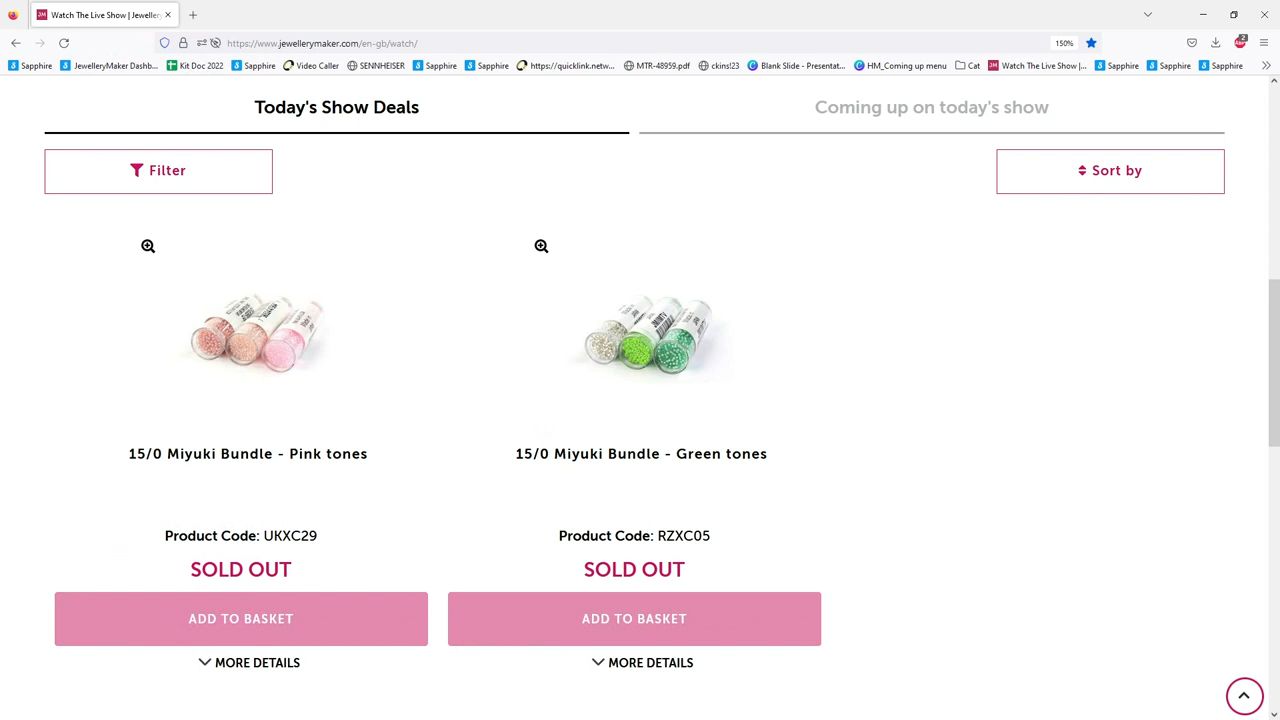 Watch The Live Show | Jeweller
https://www.jewellerymaker.com/en-gb/watch/
150%
2
Sapphire
JewelleryMaker Dashb...
Kit Doc 2022
Sapphire
Video Caller
SENNHEISER
Sapphire
Sapphire
https://quicklink.netw...
MTR-48959.pdf
ckins!23
Blank Slide - Presentat...
HM_Coming up menu
Cat
Watch The Live Show |...
Sapphire
Sapphire
Sapphire
Today's Show Deals
Coming up on today's show
Filter
Sort by
15/0 Miyuki Bundle - Pink tones
15/0 Miyuki Bundle - Green tones
Product Code: UKXC29
Product Code: RZXC05
SOLD OUT
SOLD OUT
ADD TO BASKET
ADD TO BASKET
MORE DETAILS
MORE DETAILS